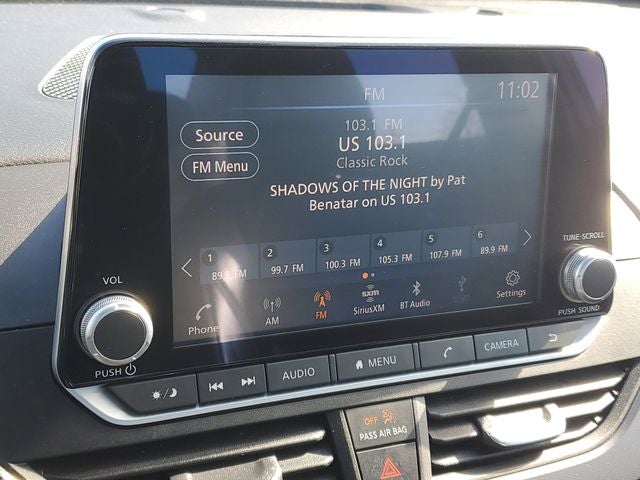 FM
11:02
Source
FM Menu
103.1 FM
US 103.1
Classic Rock
SHADOWS OF THE NIGHT by Pat
Benatar on US 103.1
1 2 3 4 5 6
89.9 FM 99.7 FM 100.3 FM 105.3 FM 107.9 FM 89.9 FM
Phone AM FM SiriusXM BT Audio Settings
sxm
VOL
PUSH
TUNE·SCROLL
PUSH SOUND
AUDIO
MENU
CAMERA
OFF
PASS AIR BAG